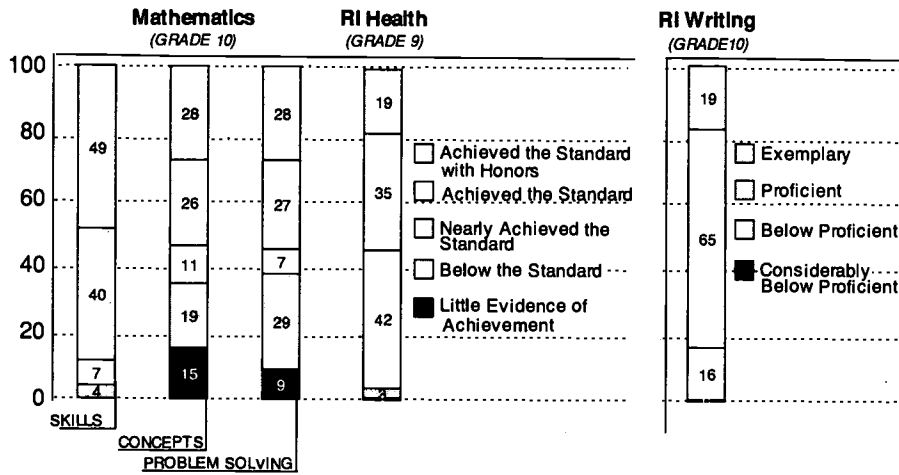 Mathematics
(GRADE 10)
RI Health
(GRADE 9)
RI Writing
(GRADE10)
100
80
60
40
20
0
49
40
7
4
28
26
11
19
15
28
27
7
29
9
19
35
42
19
65
16
Achieved the Standard
with Honors
Achieved the Standard
Nearly Achieved the
Standard
Below the Standard
Little Evidence of
Achievement
Exemplary
Proficient
Below Proficient
Considerably
Below Proficient
SKILLS
CONCEPTS
PROBLEM SOLVING